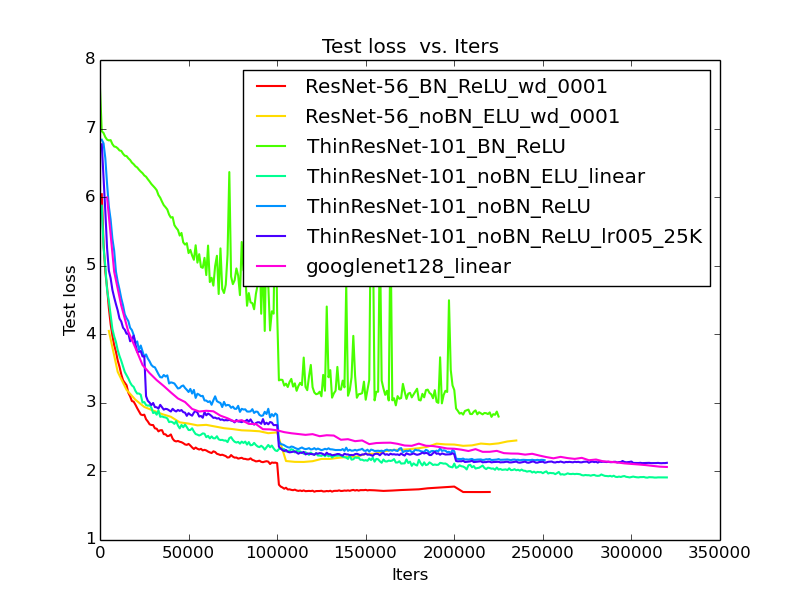 Test loss vs. Iters
8
7
6
5
4
3
2
1
Test loss
ResNet-56_BN_ReLU_wd_0001
ResNet-56_noBN_ELU_wd_0001
ThinResNet-101_BN_ReLU
ThinResNet-101_noBN_ELU_linear
ThinResNet-101_noBN_ReLU
ThinResNet-101_noBN_ReLU_lr005_25K
googlenet128_linear
0 50000 100000 150000 200000 250000 300000 350000
Iters